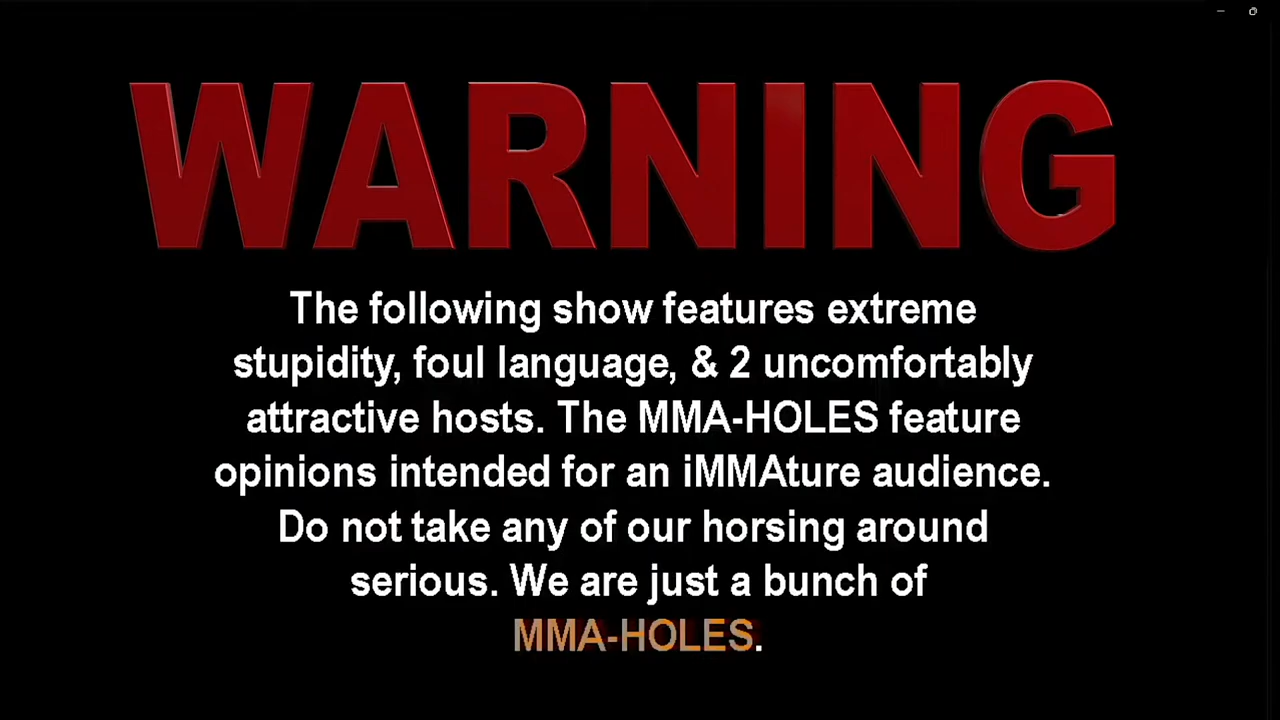 WARNING
The following show features extreme
stupidity, foul language, & 2 uncomfortably
attractive hosts. The MMA-HOLES feature
opinions intended for an iMMAture audience.
Do not take any of our horsing around
serious. We are just a bunch of
MMA-HOLES.